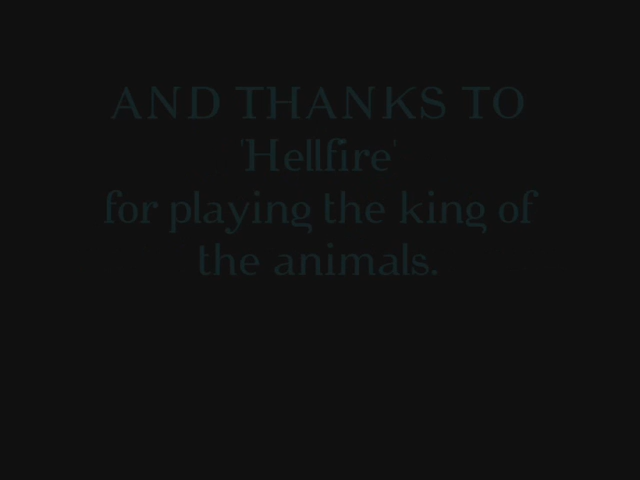 AND THANKS TO
'Hellfire'
for playing the king of
the animals.